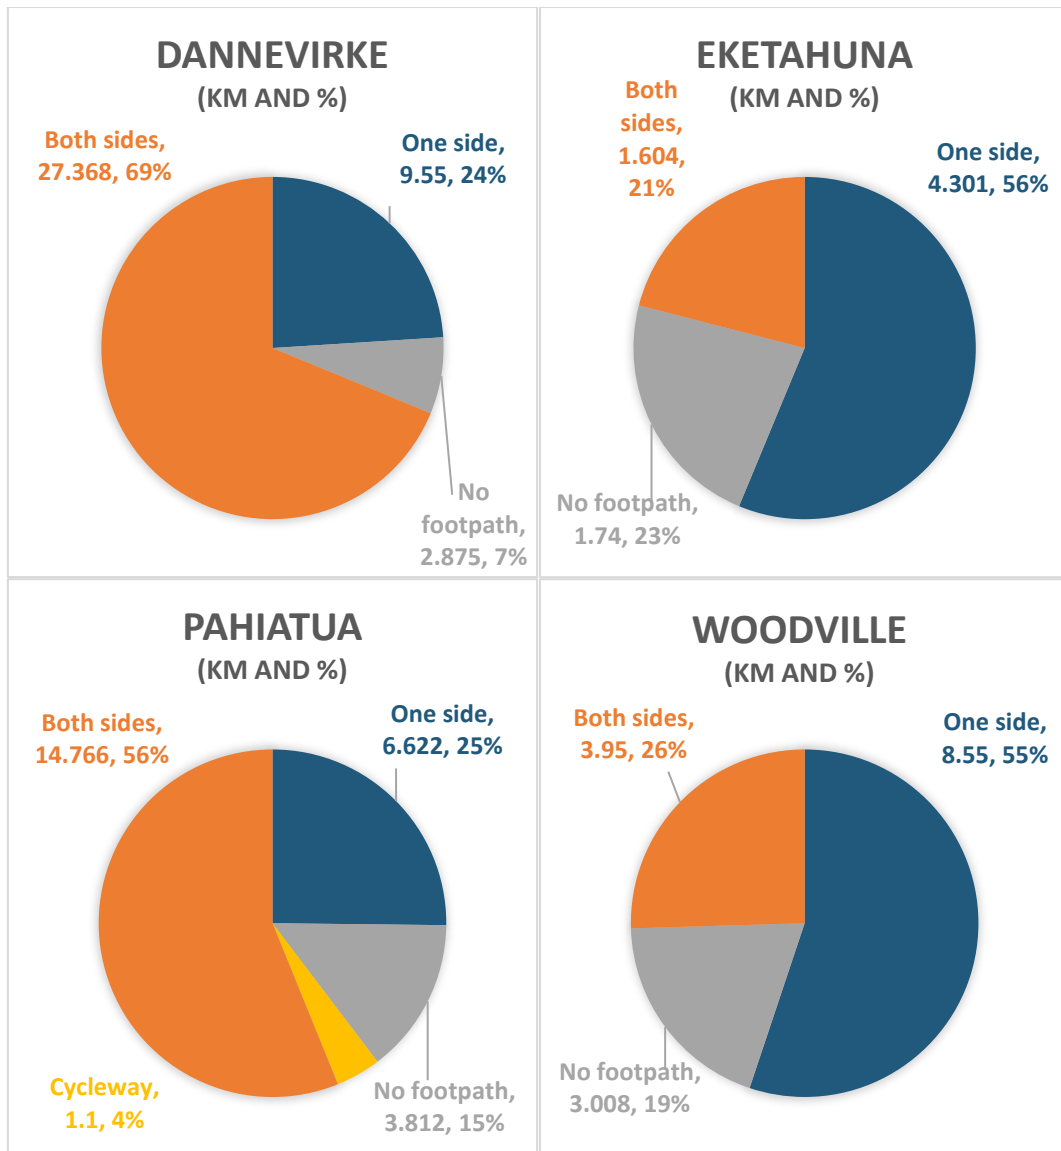 DANNEVIRKE
(KM AND %)
Both sides,
27.368, 69%
One side,
9.55, 24%
No
footpath,
2.875, 7%
EKETAHUNA
(KM AND %)
Both
sides,
1.604,
21%
One side,
4.301, 56%
No footpath,
1.74, 23%
PAHIATUA
(KM AND %)
Both sides,
14.766, 56%
One side,
6.622, 25%
Cycleway,
1.1, 4%
No footpath,
3.812, 15%
WOODVILLE
(KM AND %)
Both sides,
3.95, 26%
One side,
8.55, 55%
No footpath,
3.008, 19%